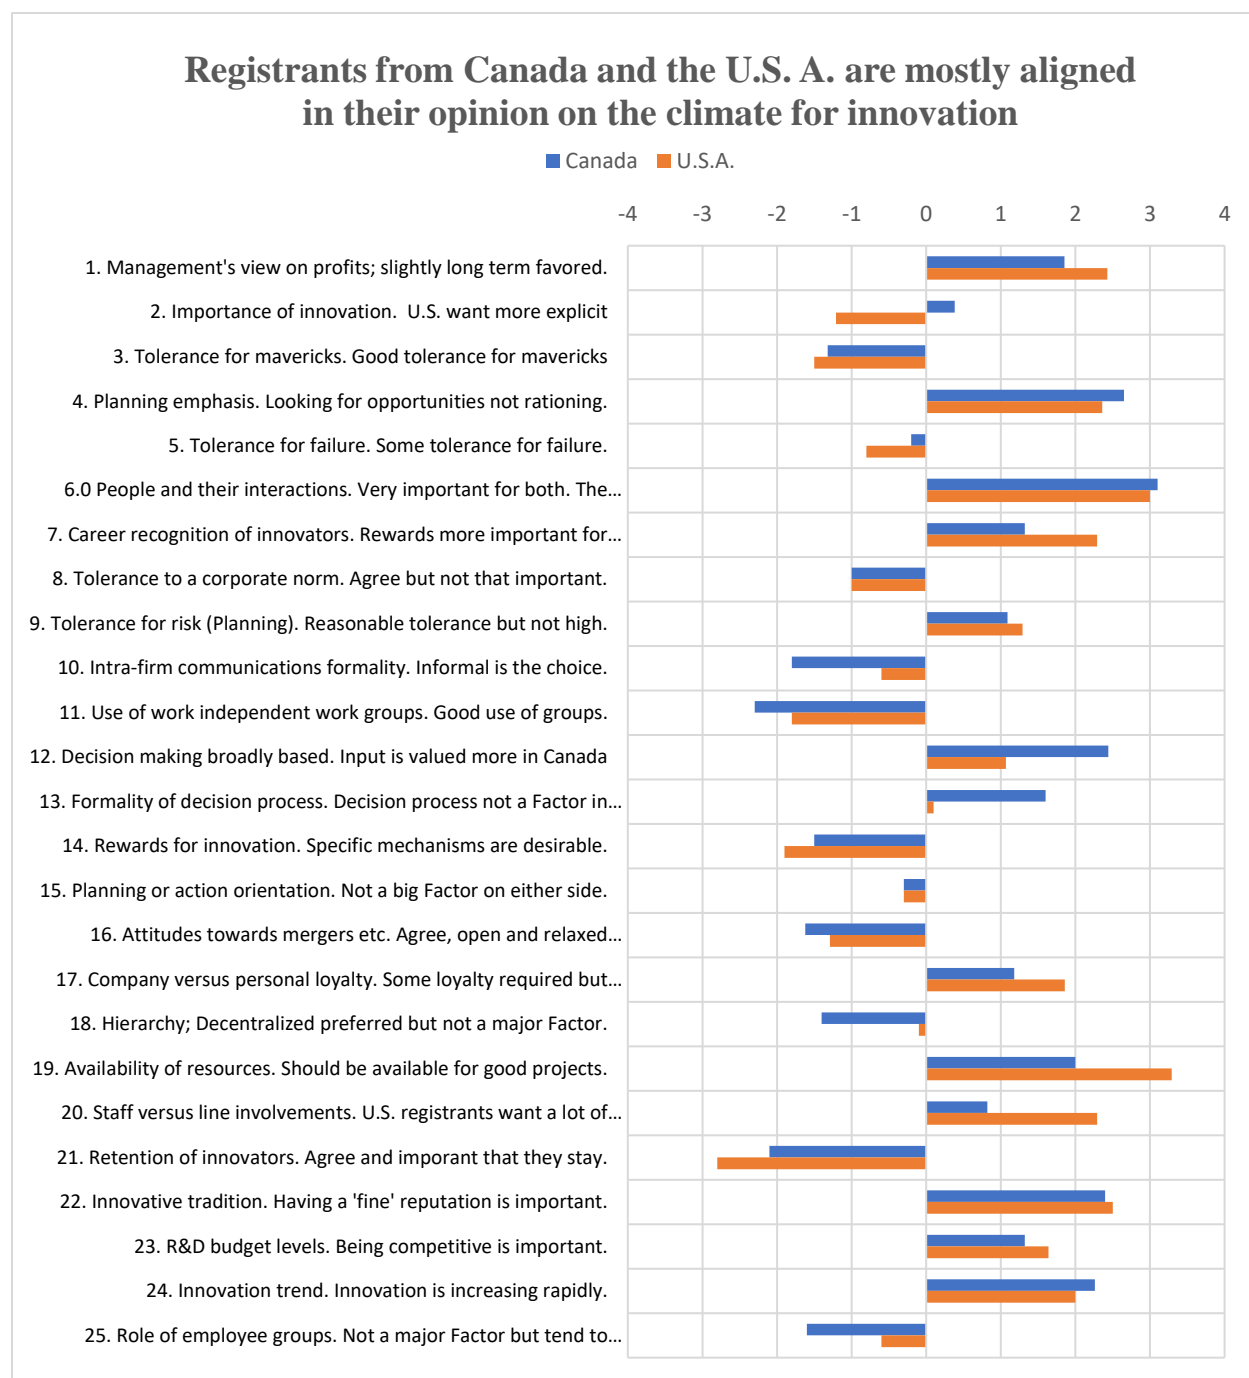 Registrants from Canada and the U.S. A. are mostly aligned
in their opinion on the climate for innovation
Canada U.S.A.
-4 -3 -2 -1 0 1 2 3 4
1. Management's view on profits; slightly long term favored.
2. Importance of innovation.  U.S. want more explicit
3. Tolerance for mavericks. Good tolerance for mavericks
4. Planning emphasis. Looking for opportunities not rationing.
5. Tolerance for failure. Some tolerance for failure.
6.0 People and their interactions. Very important for both. The...
7. Career recognition of innovators. Rewards more important for...
8. Tolerance to a corporate norm. Agree but not that important.
9. Tolerance for risk (Planning). Reasonable tolerance but not high.
10. Intra-firm communications formality. Informal is the choice.
11. Use of work independent work groups. Good use of groups.
12. Decision making broadly based. Input is valued more in Canada
13. Formality of decision process. Decision process not a Factor in...
14. Rewards for innovation. Specific mechanisms are desirable.
15. Planning or action orientation. Not a big Factor on either side.
16. Attitudes towards mergers etc. Agree, open and relaxed...
17. Company versus personal loyalty. Some loyalty required but...
18. Hierarchy; Decentralized preferred but not a major Factor.
19. Availability of resources. Should be available for good projects.
20. Staff versus line involvements. U.S. registrants want a lot of...
21. Retention of innovators. Agree and imporant that they stay.
22. Innovative tradition. Having a 'fine' reputation is important.
23. R&D budget levels. Being competitive is important.
24. Innovation trend. Innovation is increasing rapidly.
25. Role of employee groups. Not a major Factor but tend to...